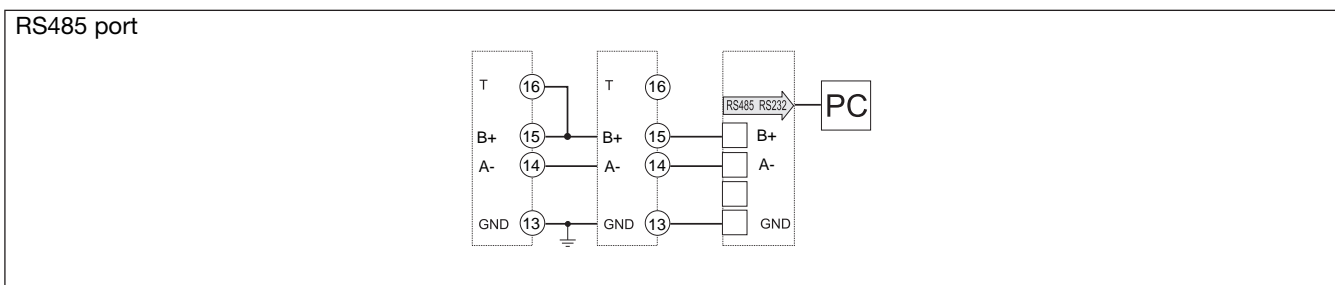 RS485 port
T 16 T 16
RS485 RS232 PC
B+ 15 B+ 15 B+
A- 14 A- 14 A-
GND 13 GND 13 GND